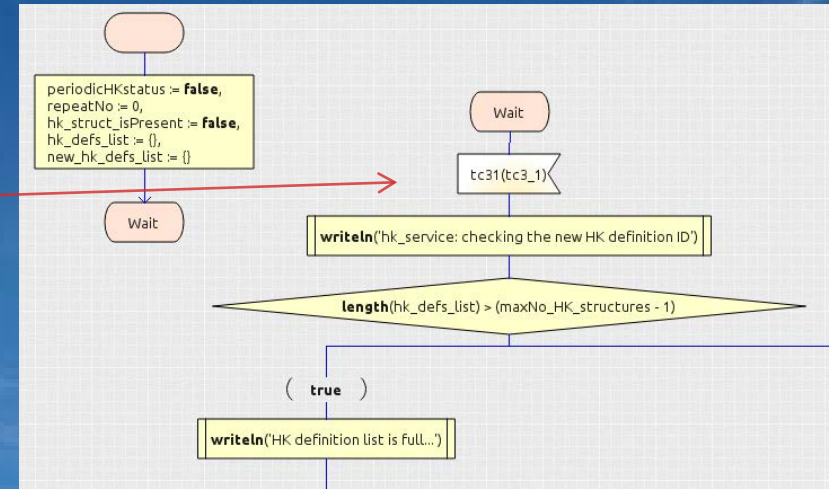 periodicHKstatus := false,
repeatNo := 0,
hk_struct_isPresent := false,
hk_defs_list := {},
new_hk_defs_list := {}
Wait
Wait
tc31(tc3_1)
writeln('hk_service: checking the new HK definition ID')
length(hk_defs_list) > (maxNo_HK_structures - 1)
( true )
writeln('HK definition list is full...')